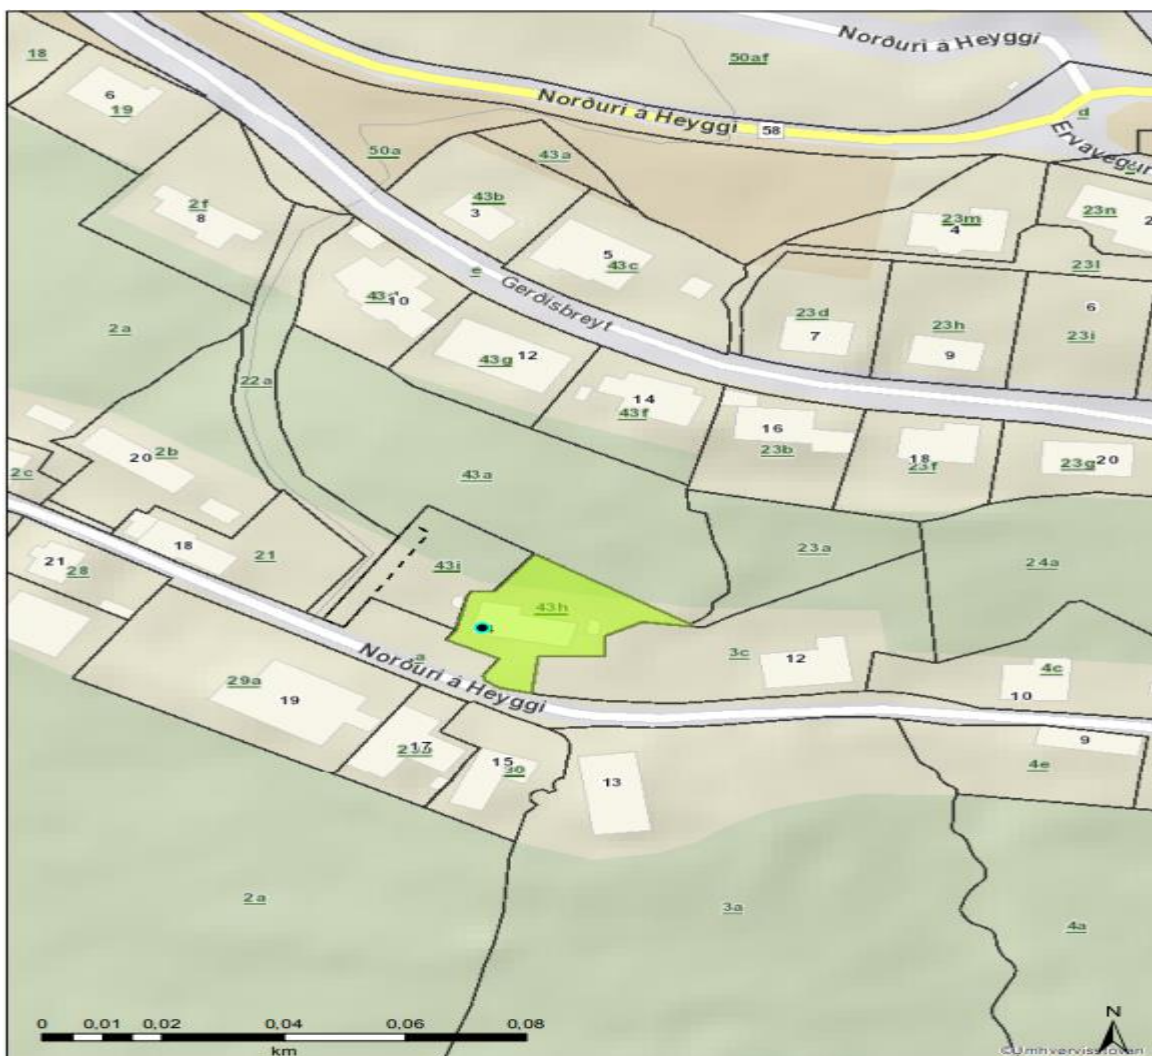 Norðuri á Heyggi
18
50af
6
19
Norðuri á Heyggi
58
d
Ervavegur
50a
43a
2f
8
43b
3
23n
23m
4
5
43c
23l
e
Gerðisbreyt
10
6
23d
7
23h
9
23i
2a
43g
12
22a
14
43f
16
23b
18
23f
23g
20
2c
20
2b
43a
18
21
21
28
43i
23a
24a
43h
Norðuri á Heyggi
a
3c
12
4c
10
29a
19
17
15
30
13
9
4e
2a
3a
4a
0
0,01
0,02
0,04
0,06
0,08
km
N
©Umhvørvisstovan